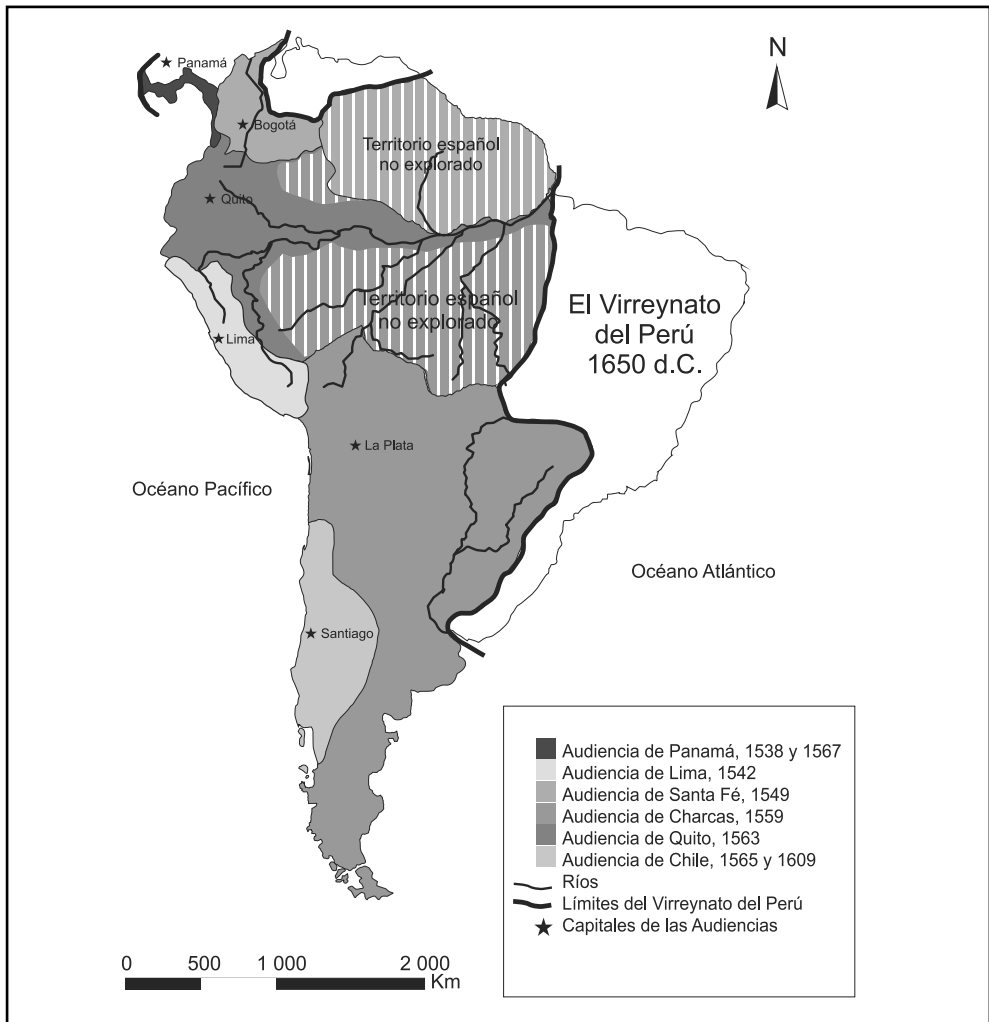 N
Panamá
Bogotá
Territorio español
no explorado
Quito
Territorio español
no explorado
El Virreynato
del Perú
1650 d.C.
Lima
La Plata
Océano Pacífico
Océano Atlántico
Santiago
Audiencia de Panamá, 1538 y 1567
Audiencia de Lima, 1542
Audiencia de Santa Fé, 1549
Audiencia de Charcas, 1559
Audiencia de Quito, 1563
Audiencia de Chile, 1565 y 1609
Ríos
Límites del Virreynato del Perú
Capitales de las Audiencias
0 500 1 000 2 000
Km